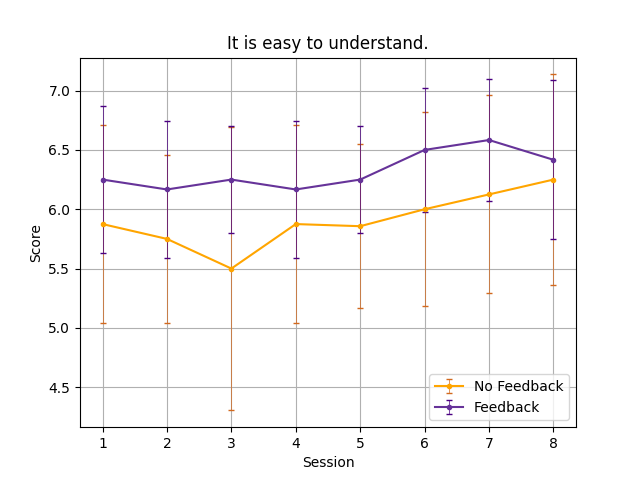 It is easy to understand.
7.0
6.5
6.0
5.5
5.0
4.5
Score
1 2 3 4 5 6 7 8
Session
No Feedback
Feedback